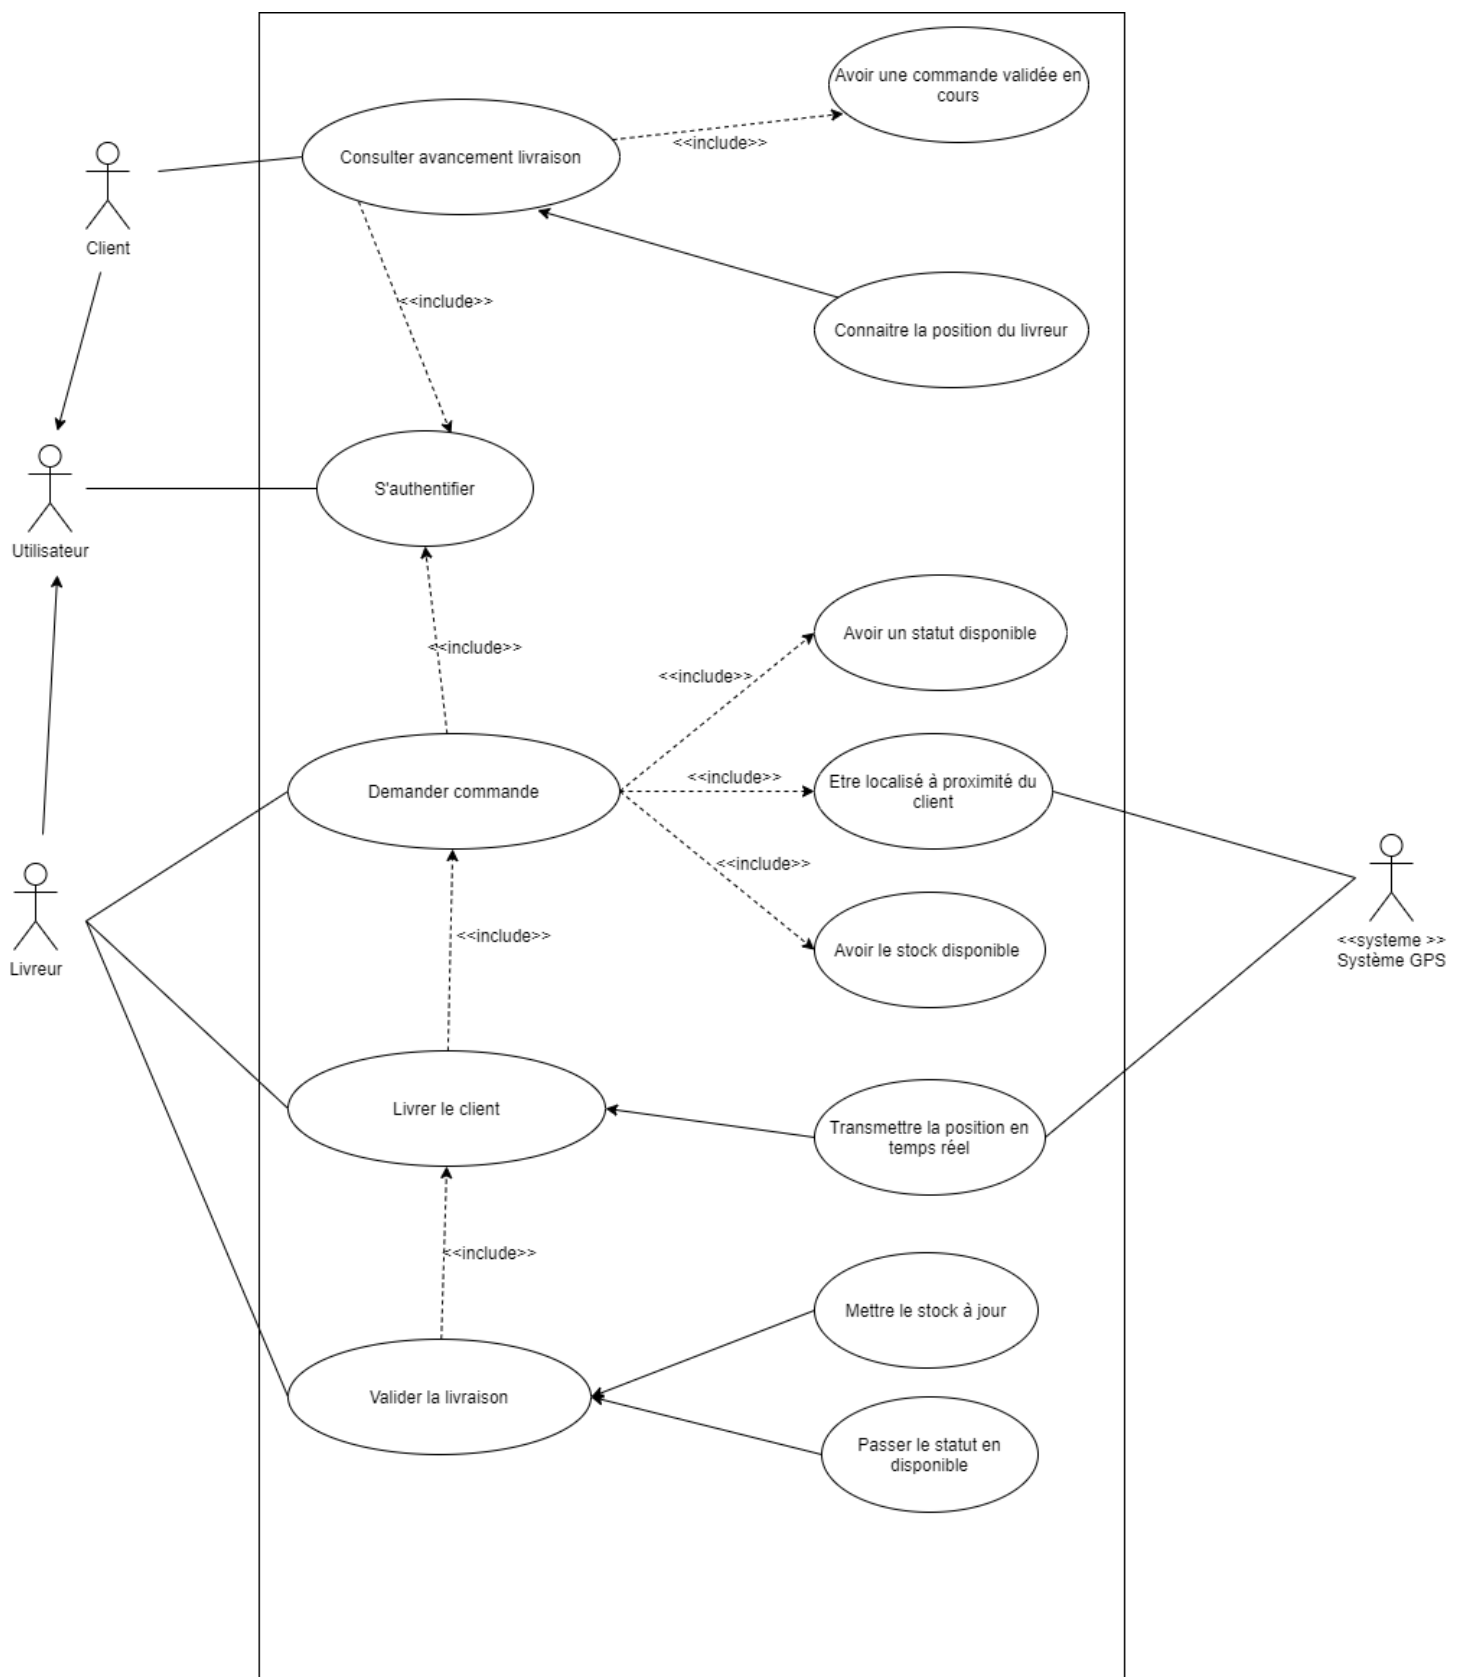 Avoir une commande validée en
cours
<<include>>
Consulter avancement livraison
Client
<<include>>
Connaitre la position du livreur
S'authentifier
Utilisateur
Avoir un statut disponible
<<include>>
<<include>>
<<include>>
Etre localisé à proximité du
client
Demander commande
<<include>>
Livreur
<<include>>
Avoir le stock disponible
<<systeme >>
Système GPS
Livrer le client
Transmettre la position en
temps réel
<<include>>
Mettre le stock à jour
Valider la livraison
Passer le statut en
disponible